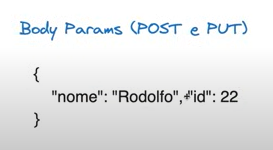 Body Params (POST e PUT)
{
"nome": "Rodolfo", "id": 22
}